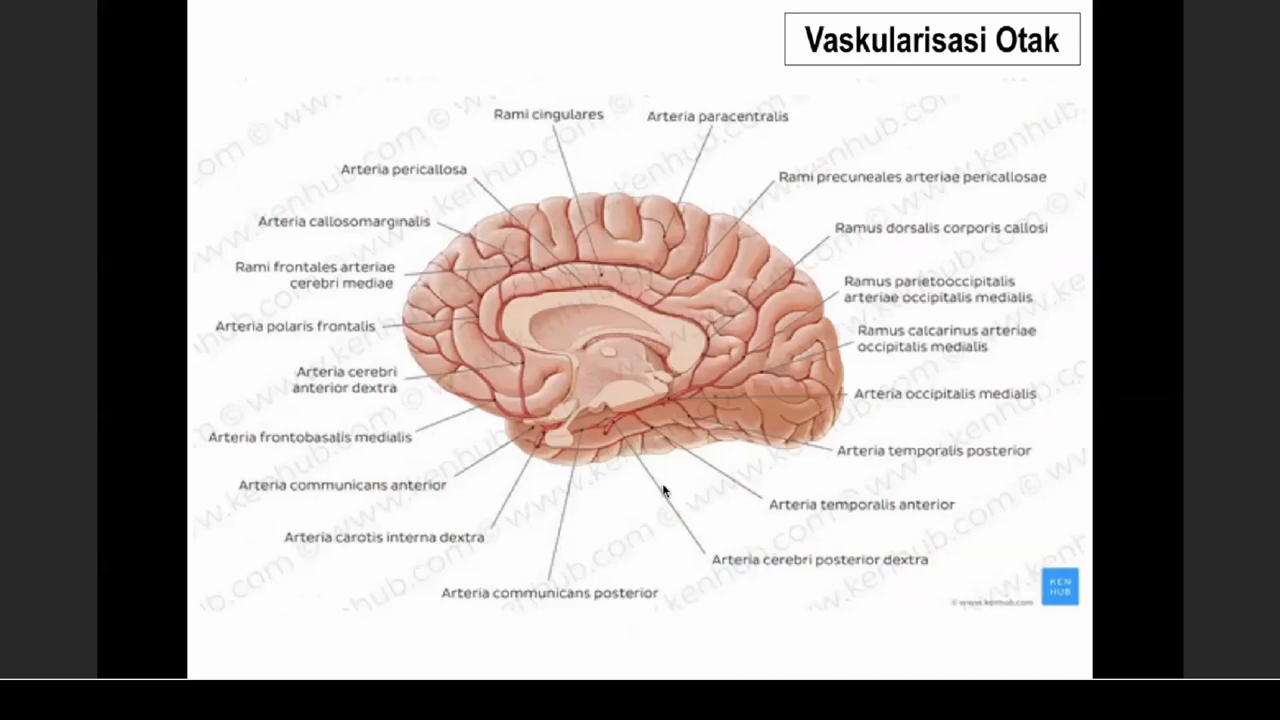 Vaskularisasi Otak
Rami cingulares
Arteria paracentralis
Arteria pericallosa
Rami precuneales arteriae pericallosae
Arteria callosomarginalis
Ramus dorsalis corporis callosi
Rami frontales arteriae
cerebri mediae
Ramus parietooccipitalis
arteriae occipitalis medialis
Arteria polaris frontalis
Ramus calcarinus arteriae
occipitalis medialis
Arteria cerebri
anterior dextra
Arteria occipitalis medialis
Arteria frontobasalis medialis
Arteria temporalis posterior
Arteria communicans anterior
Arteria temporalis anterior
Arteria carotis interna dextra
Arteria cerebri posterior dextra
Arteria communicans posterior
KEN
HUB
© www.kenhub.com